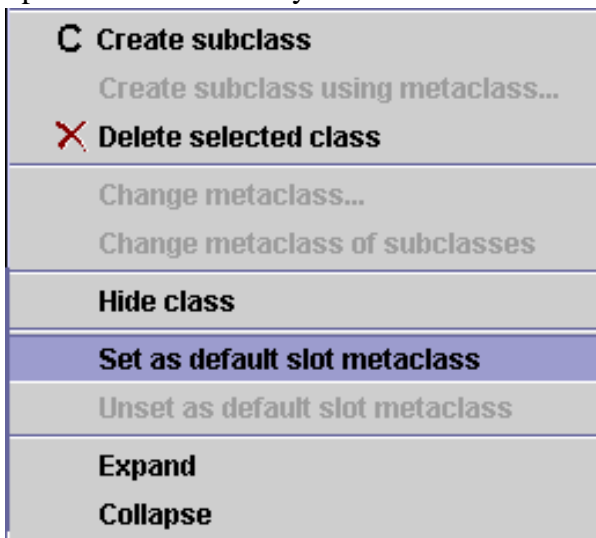 C Create subclass
Create subclass using metaclass...
Delete selected class
Change metaclass...
Change metaclass of subclasses
Hide class
Set as default slot metaclass
Unset as default slot metaclass
Expand
Collapse